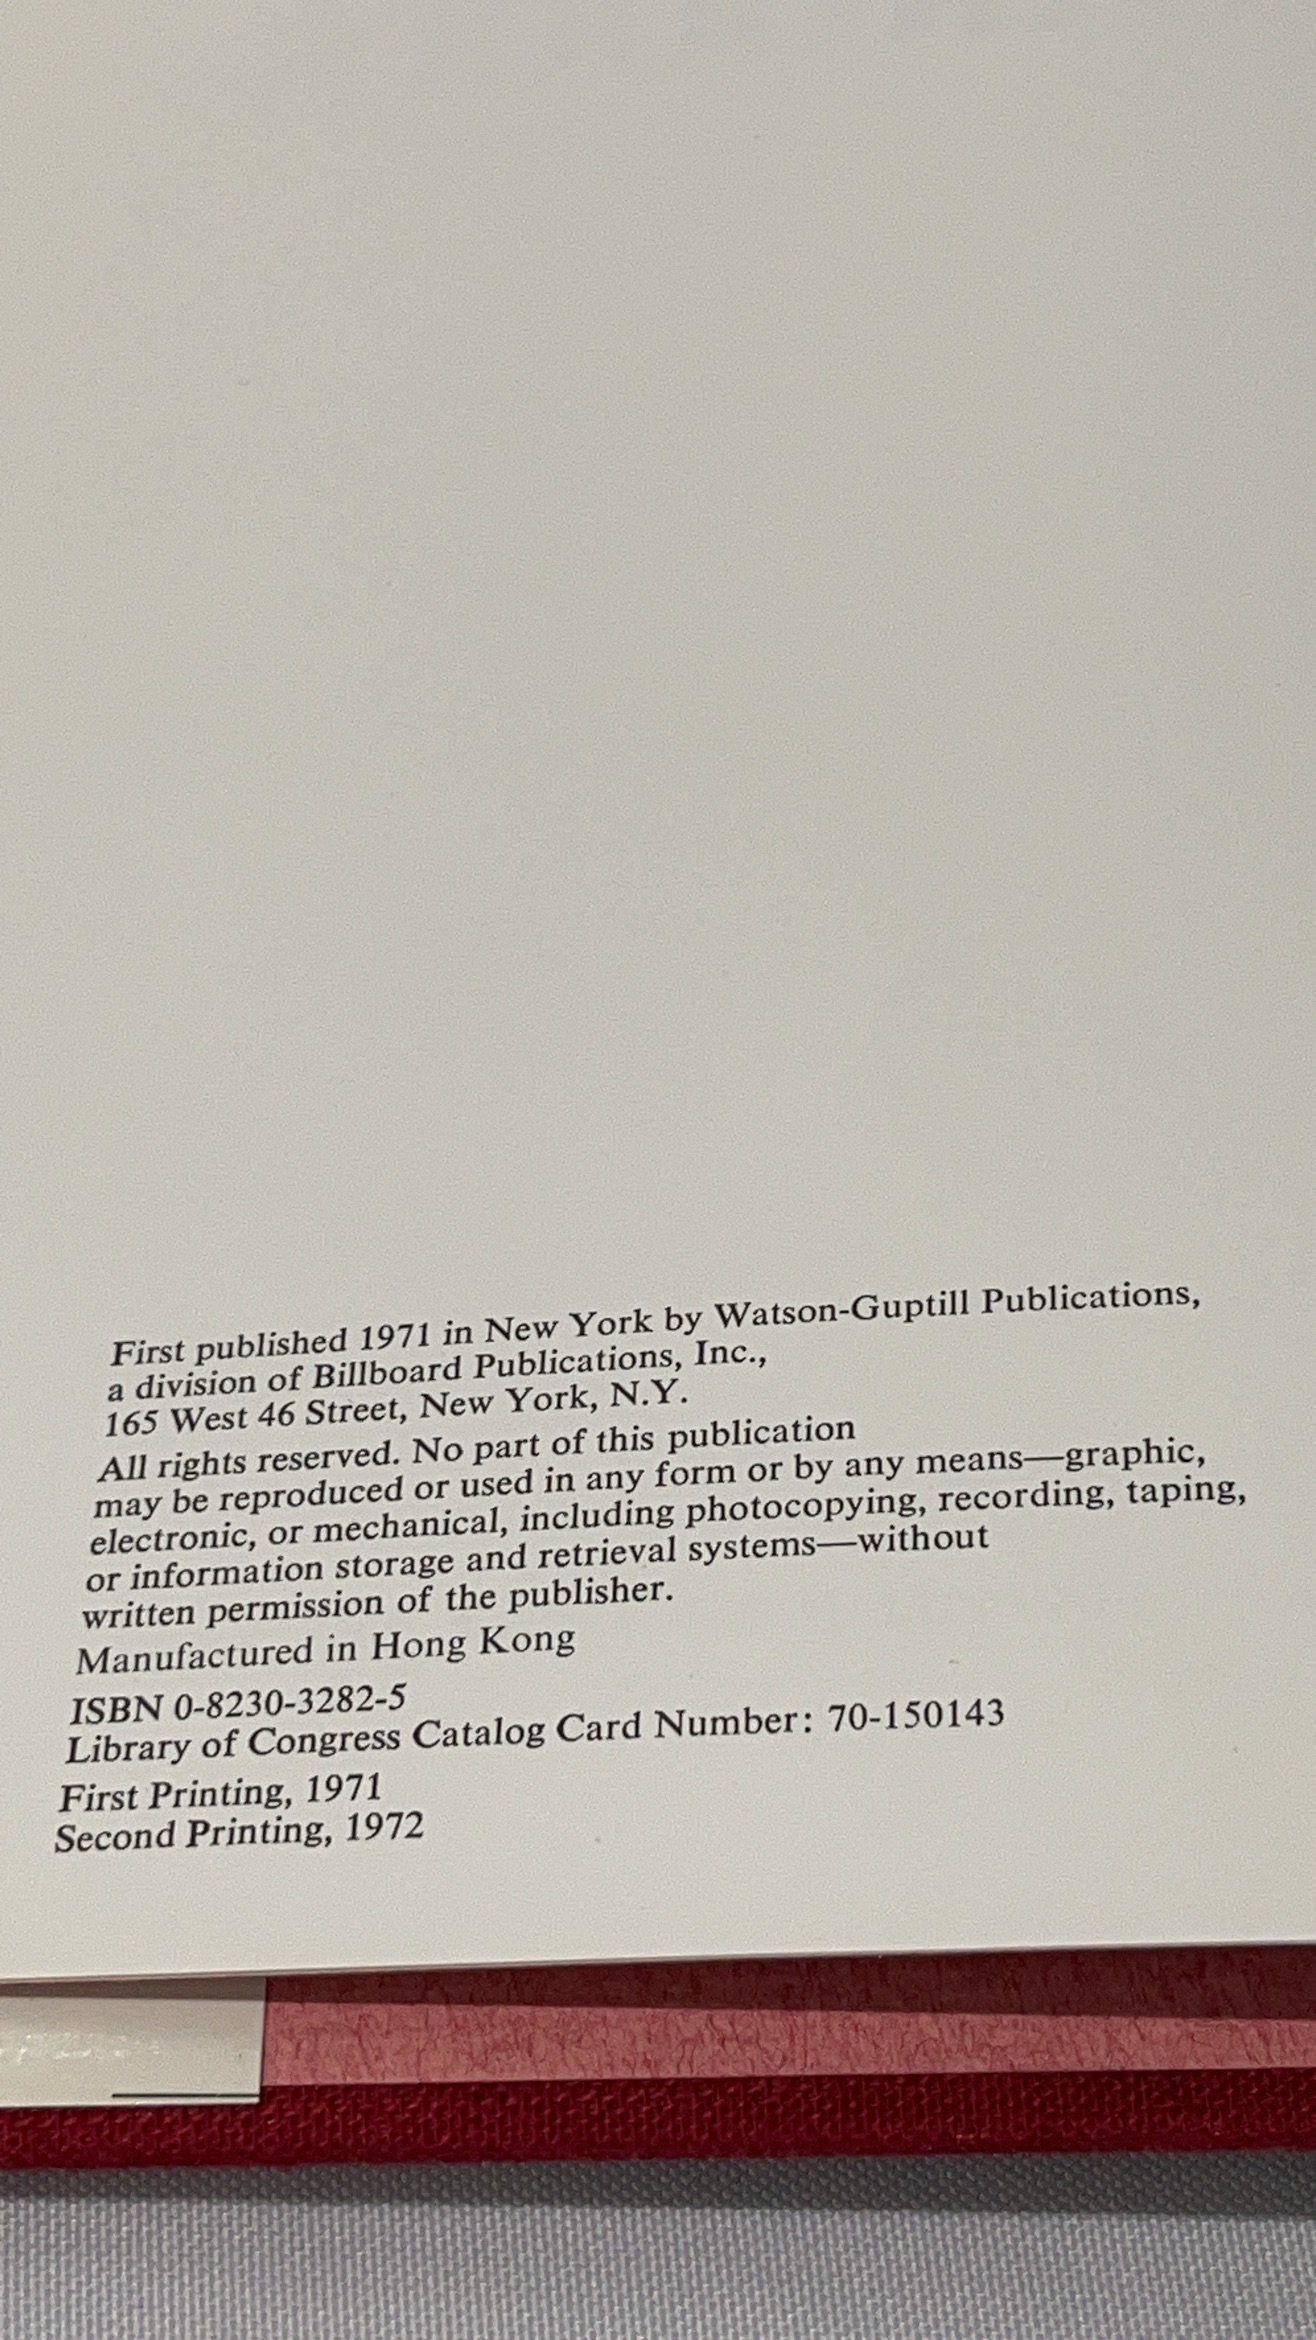 First published 1971 in New York by Watson-Guptill Publications,
a division of Billboard Publications, Inc.,
165 West 46 Street, New York, N.Y.
All rights reserved. No part of this publication
may be reproduced or used in any form or by any means—graphic,
electronic, or mechanical, including photocopying, recording, taping,
or information storage and retrieval systems—without
written permission of the publisher.
Manufactured in Hong Kong
ISBN 0-8230-3282-5
Library of Congress Catalog Card Number: 70-150143
First Printing, 1971
Second Printing, 1972